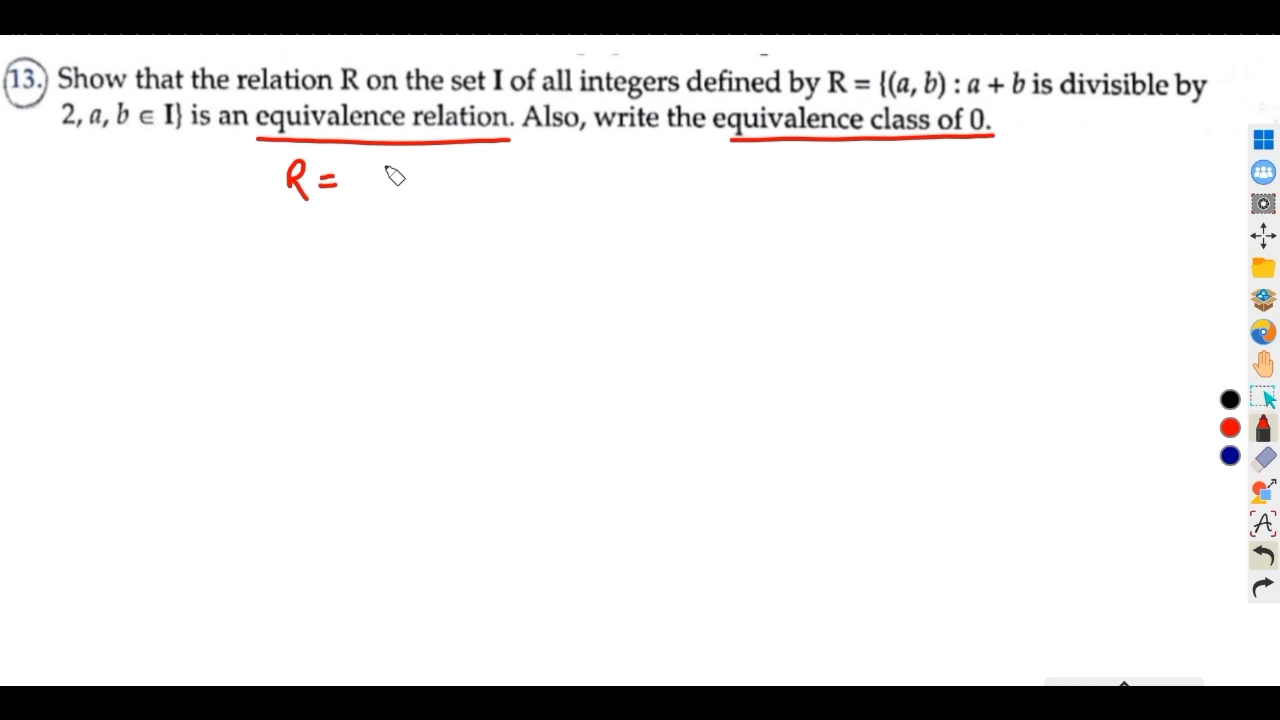 13. Show that the relation R on the set I of all integers defined by R = {(a, b) : a + b is divisible by
2, a, b ∈ I} is an equivalence relation. Also, write the equivalence class of 0.
R =